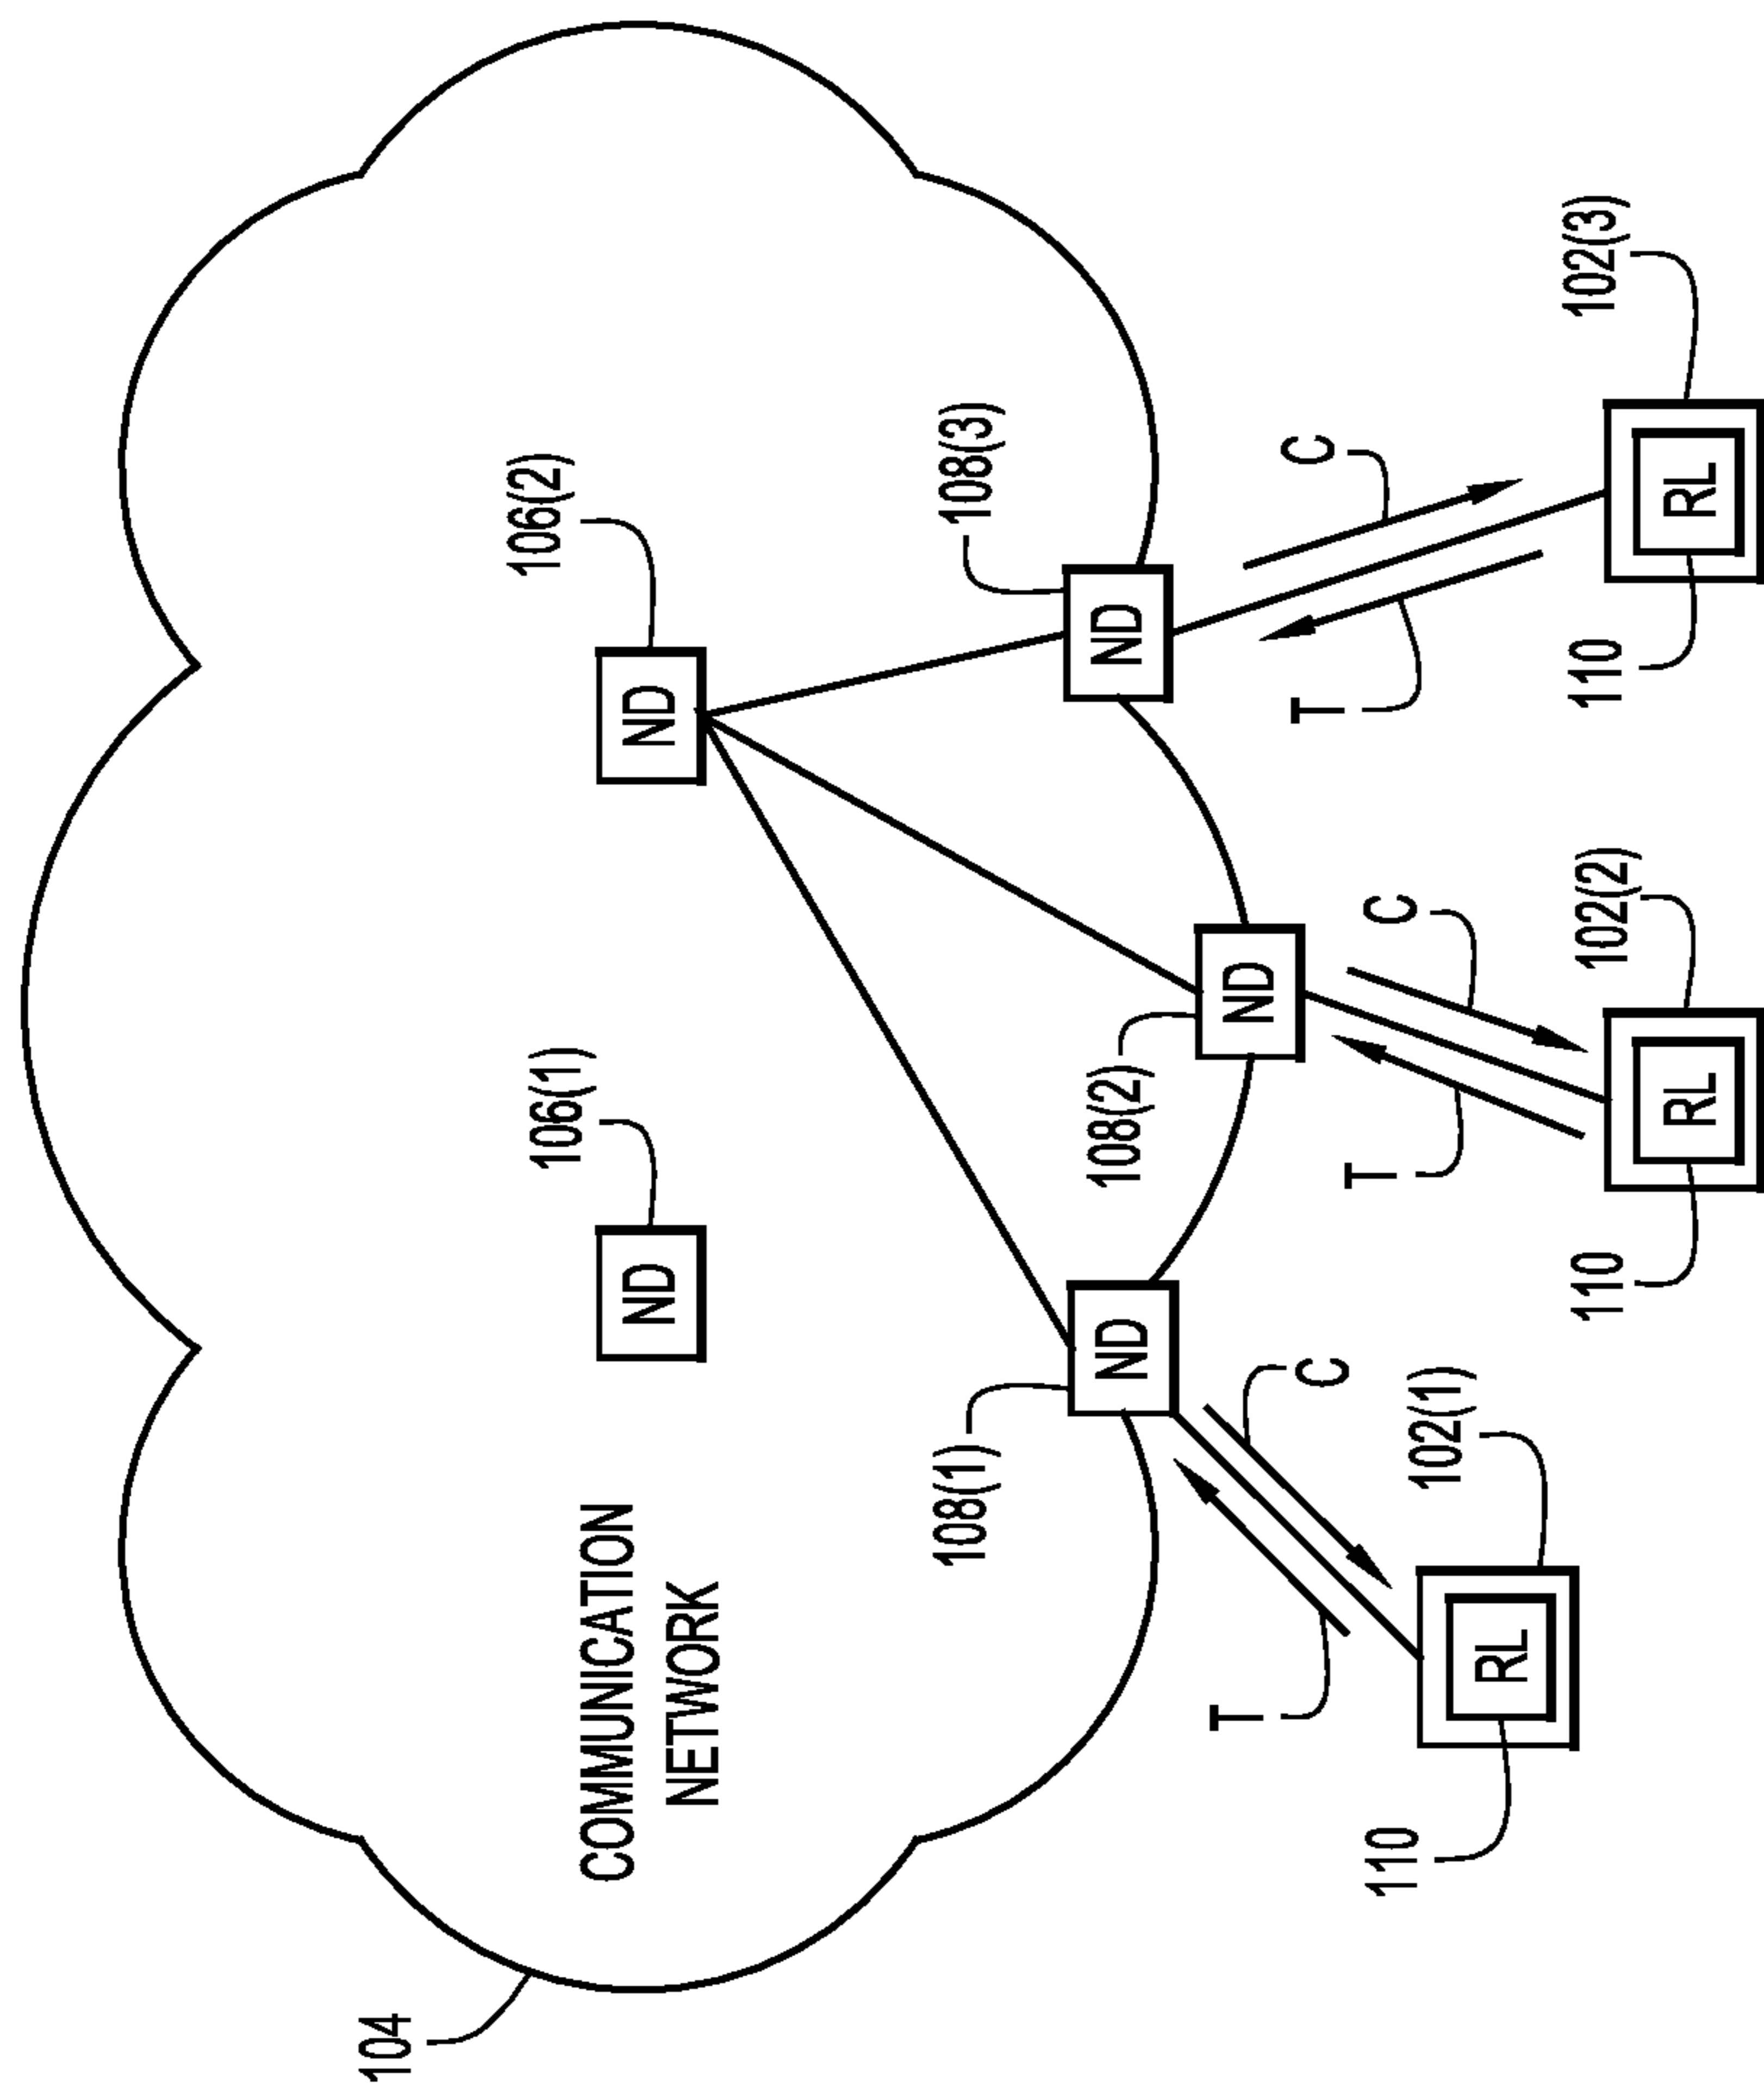 104
COMMUNICATION
NETWORK
106(1)
106(2)
ND
ND
108(1)
108(2)
108(3)
ND
ND
ND
T
C
T
C
T
C
102(1)
102(2)
102(3)
110
RL
110
RL
110
RL